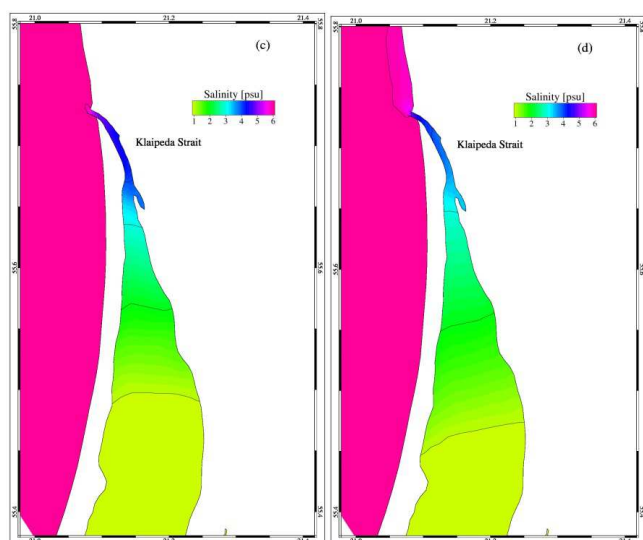 21.0 21.2 21.4
55.8
(c)
Salinity [psu]
1 2 3 4 5 6
Klaipeda Strait
55.6
55.4
21.0 21.2 21.4
55.8
(d)
Salinity [psu]
1 2 3 4 5 6
Klaipeda Strait
55.6
55.4